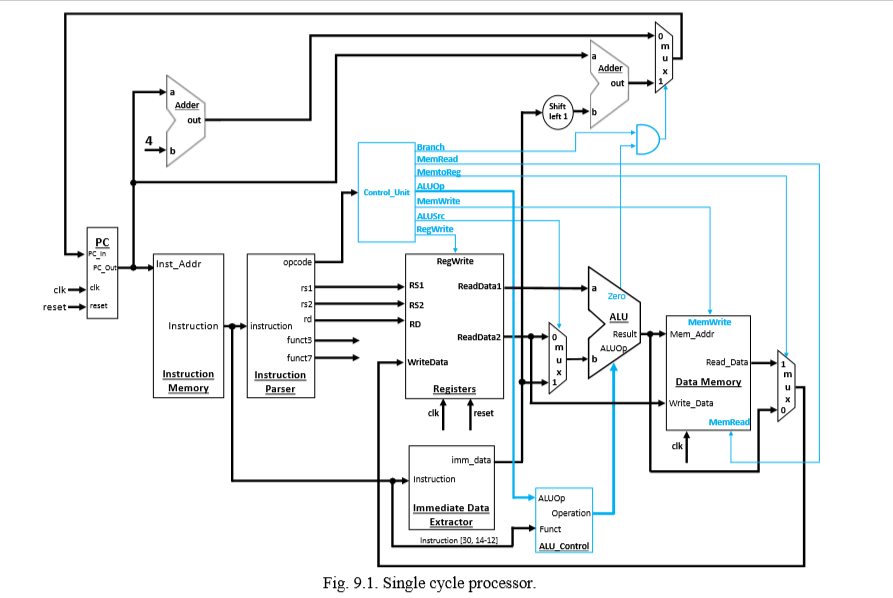 0
m
u
x
1
a
Adder
out
b
Shift
left 1
a
Adder
out
4
b
Branch
MemRead
MemtoReg
ALUOp
MemWrite
ALUSrc
RegWrite
Control_Unit
PC
PC_In
PC_Out
clk
clk
reset
reset
Inst_Addr
Instruction
Instruction
Memory
opcode
rs1
rs2
rd
instruction
funct3
funct7
Instruction
Parser
RegWrite
RS1
RS2
RD
ReadData1
ReadData2
WriteData
Registers
clk
reset
0
m
u
x
1
a
Zero
ALU
Result
ALUOp
b
MemWrite
Mem_Addr
Read_Data
Data Memory
Write_Data
MemRead
clk
1
m
u
x
0
imm_data
Instruction
Immediate Data
Extractor
Instruction [30, 14-12]
ALUOp
Operation
Funct
ALU_Control
Fig. 9.1. Single cycle processor.